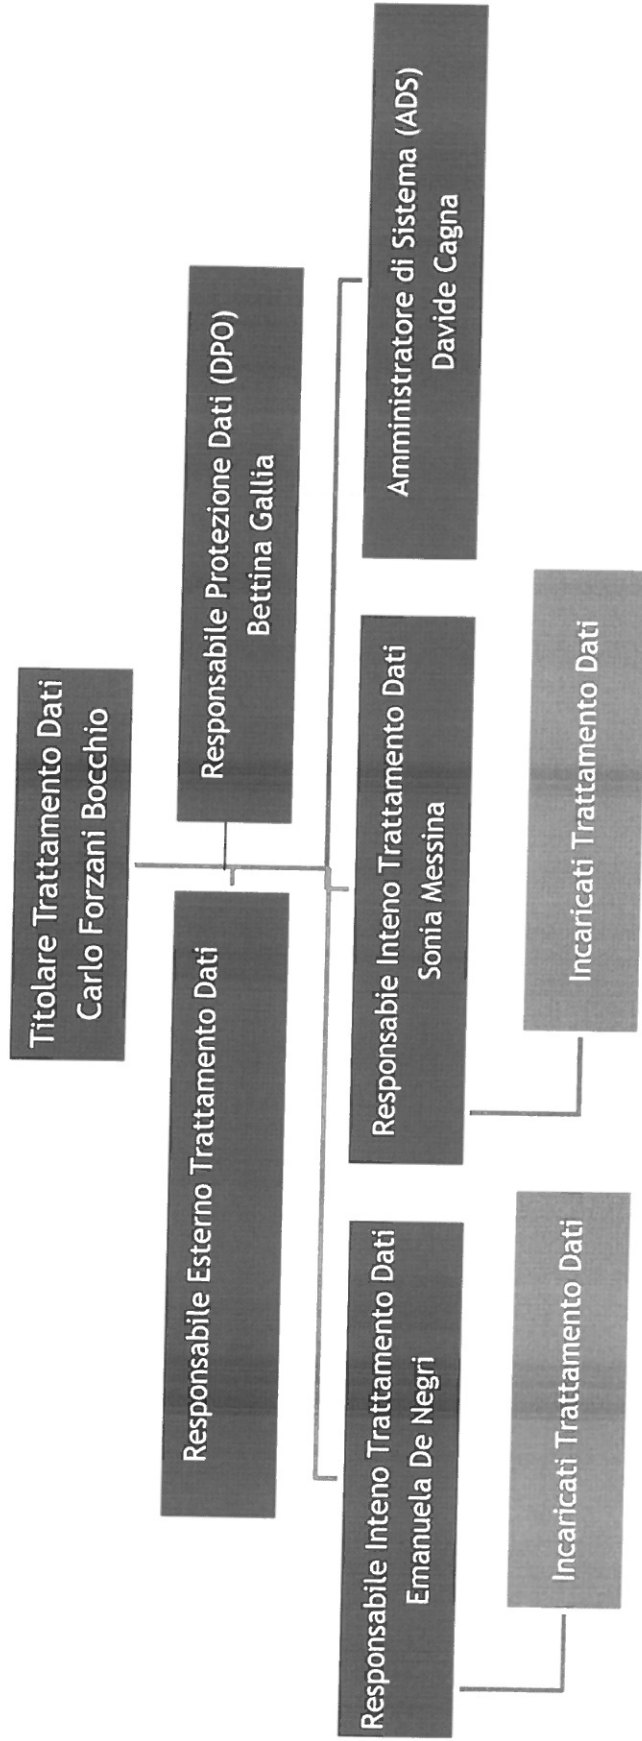 Titolare Trattamento Dati
Carlo Forzani Bocchio
Responsabile Esterno Trattamento Dati
Responsabile Protezione Dati (DPO)
Bettina Gallia
Responsabile Inteno Trattamento Dati
Emanuela De Negri
Responsabie Inteno Trattamento Dati
Sonia Messina
Amministratore di Sistema (ADS)
Davide Cagna
Incaricati Trattamento Dati
Incaricati Trattamento Dati